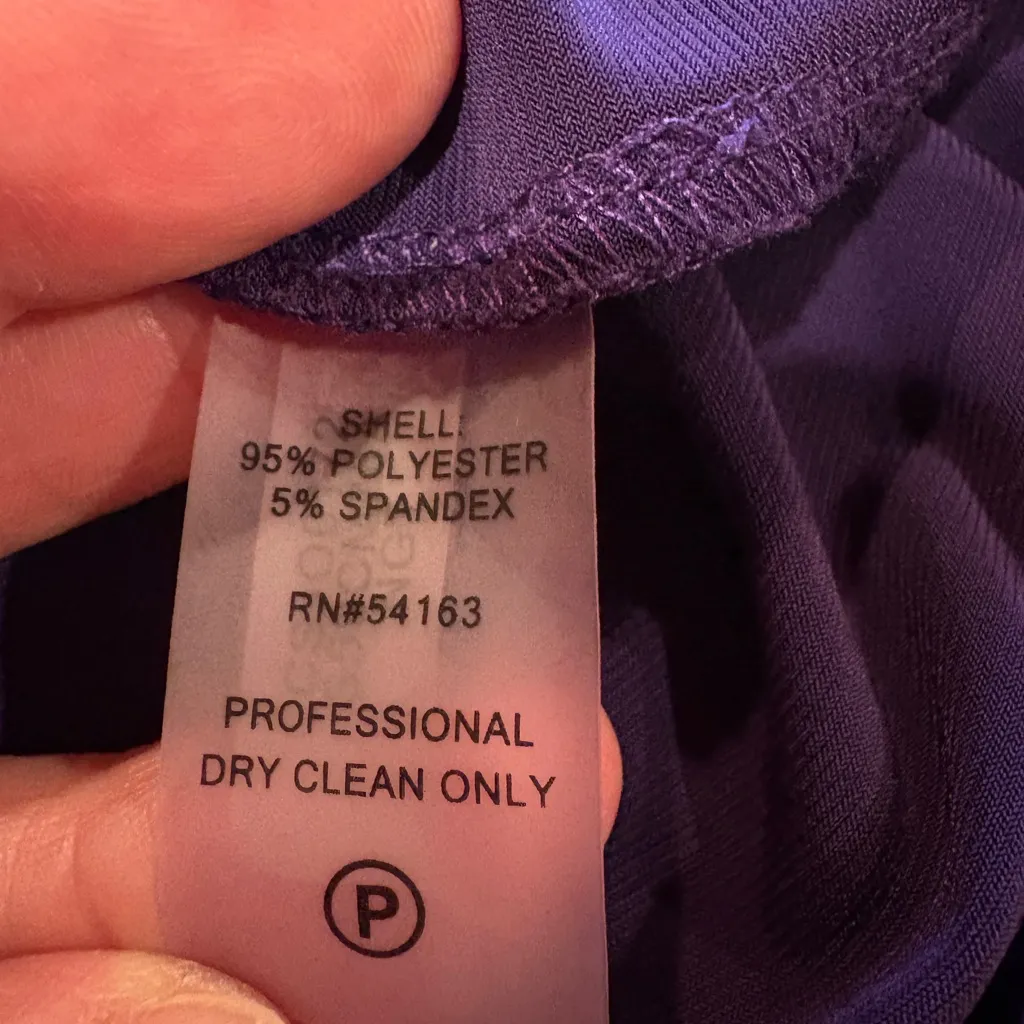 SHELL:
95% POLYESTER
5% SPANDEX
RN#54163
PROFESSIONAL
DRY CLEAN ONLY
P